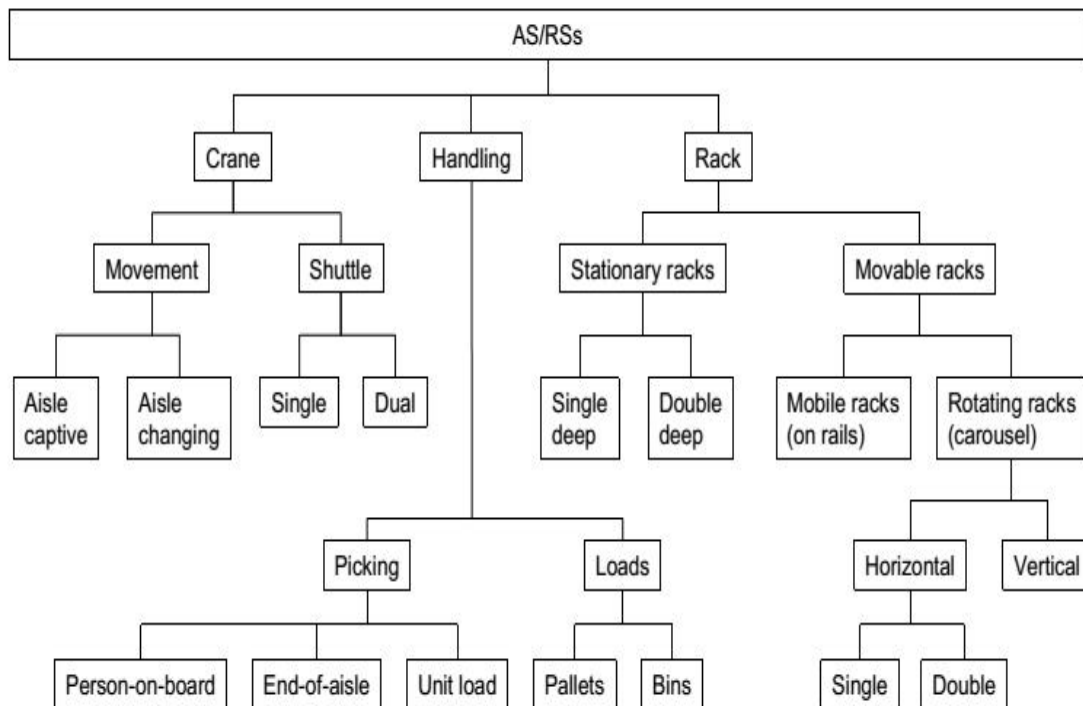 AS/RSs
Crane
Handling
Rack
Movement
Shuttle
Stationary racks
Movable racks
Aisle
captive
Aisle
changing
Single
Dual
Single
deep
Double
deep
Mobile racks
(on rails)
Rotating racks
(carousel)
Picking
Loads
Horizontal
Vertical
Person-on-board
End-of-aisle
Unit load
Pallets
Bins
Single
Double